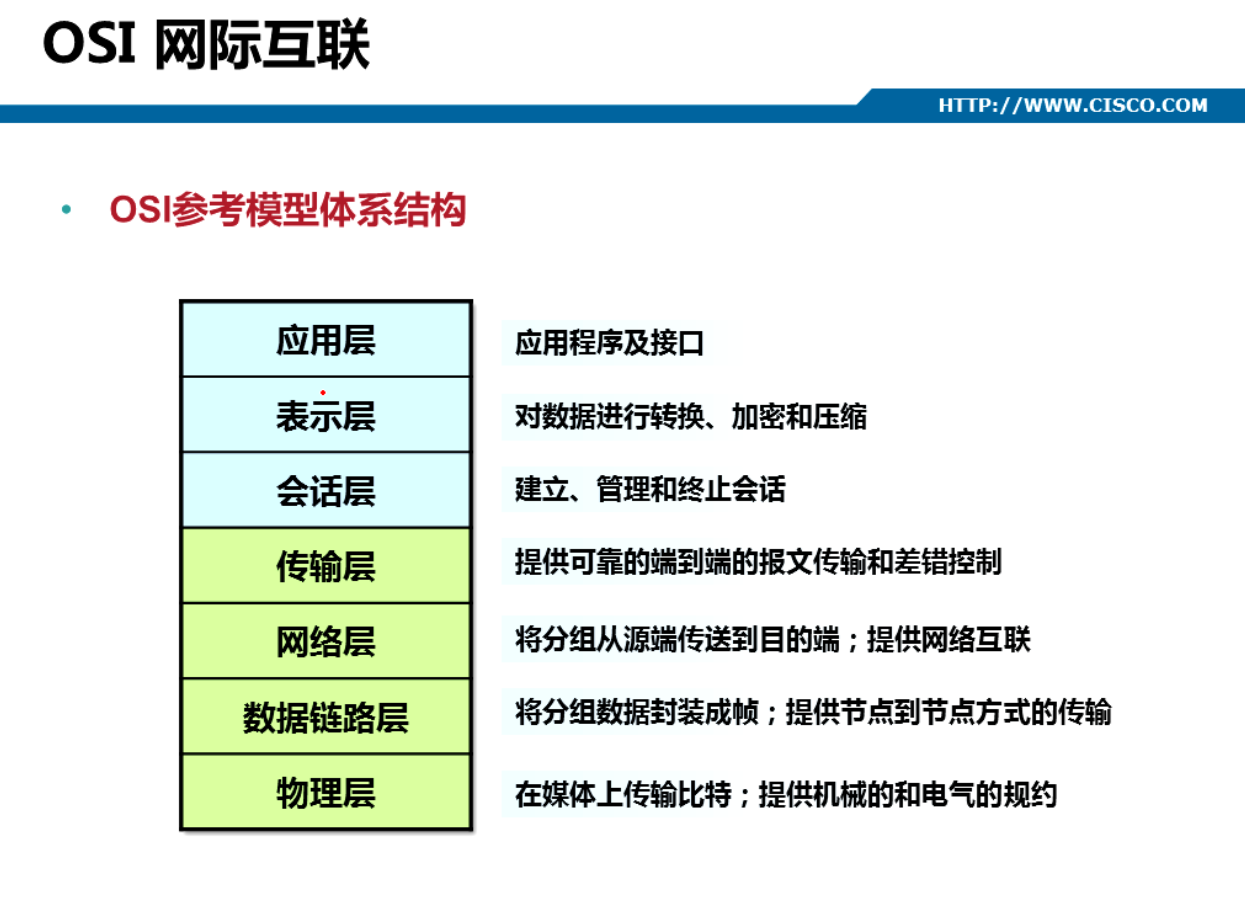 OSI 网际互联
HTTP://WWW.CISCO.COM
• OSI参考模型体系结构
应用层 应用程序及接口
表示层 对数据进行转换、加密和压缩
会话层 建立、管理和终止会话
传输层 提供可靠的端到端的报文传输和差错控制
网络层 将分组从源端传送到目的端；提供网络互联
数据链路层 将分组数据封装成帧；提供节点到节点方式的传输
物理层 在媒体上传输比特；提供机械的和电气的规约